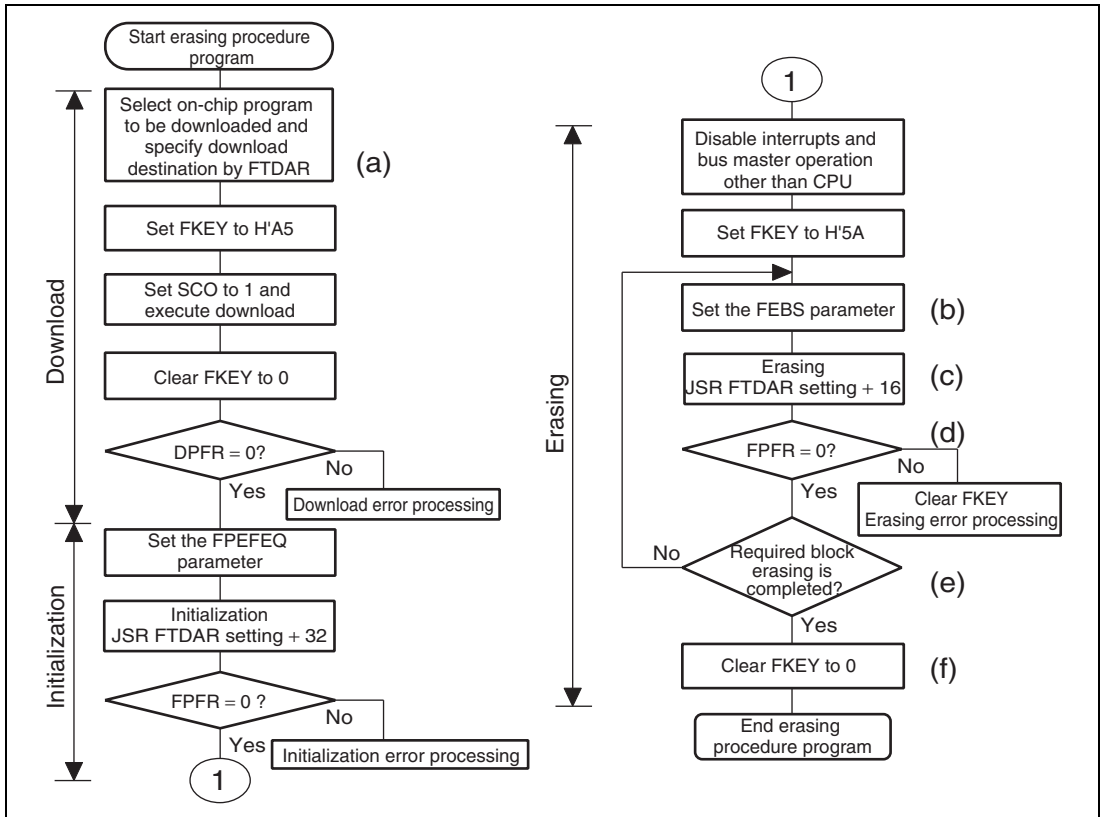 Start erasing procedure
program
Select on-chip program
to be downloaded and
specify download
destination by FTDAR
(a)
Set FKEY to H'A5
Set SCO to 1 and
execute download
Clear FKEY to 0
DPFR = 0?
No
Yes
Download error processing
Download
Set the FPEFEQ
parameter
Initialization
JSR FTDAR setting + 32
FPFR = 0 ?
No
Yes
Initialization error processing
Initialization
1
1
Disable interrupts and
bus master operation
other than CPU
Set FKEY to H'5A
Set the FEBS parameter
(b)
Erasing
JSR FTDAR setting + 16
(c)
(d)
FPFR = 0?
No
Yes
Clear FKEY
Erasing error processing
Erasing
No
Required block
erasing is
completed?
(e)
Yes
Clear FKEY to 0
(f)
End erasing
procedure program